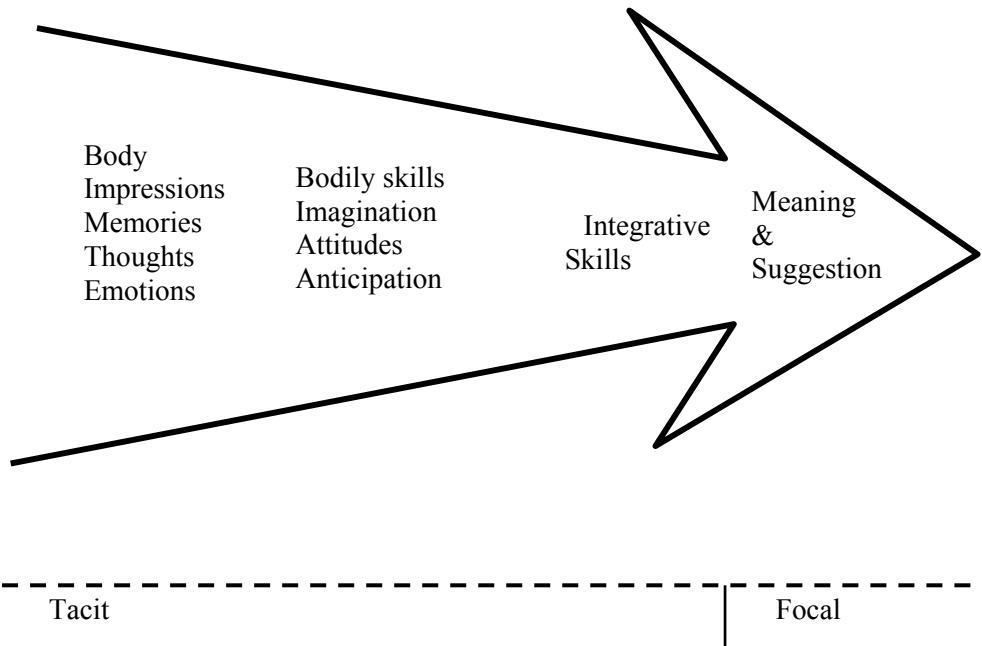 Body
Impressions
Memories
Thoughts
Emotions
Bodily skills
Imagination
Attitudes
Anticipation
Integrative
Skills
Meaning
&
Suggestion
Tacit
Focal